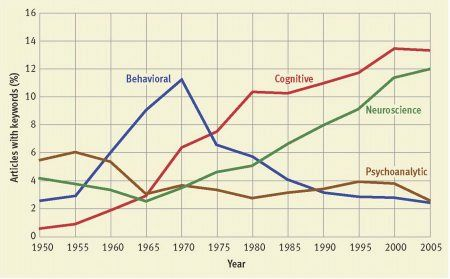 16
14
12
10
8
6
4
2
0
Articles with keywords (%)
Behavioral
Cognitive
Neuroscience
Psychoanalytic
1950 1955 1960 1965 1970 1975 1980 1985 1990 1995 2000 2005
Year